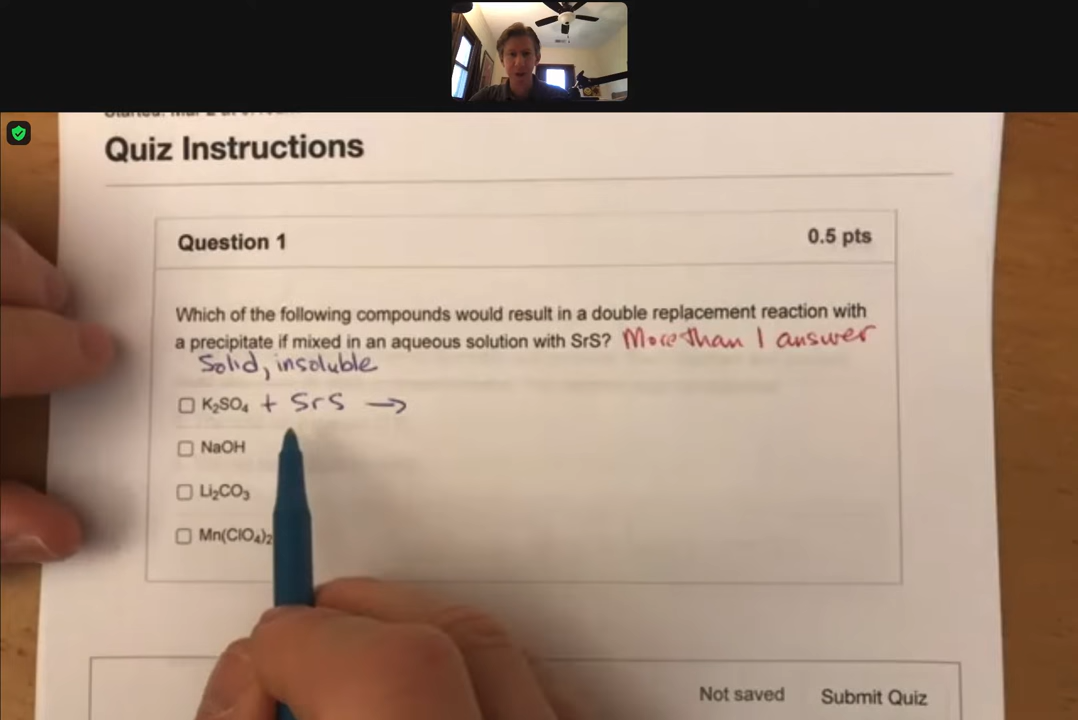 Quiz Instructions
Question 1
0.5 pts
Which of the following compounds would result in a double replacement reaction with
a precipitate if mixed in an aqueous solution with SrS? More than 1 answer
Solid, insoluble
K₂SO₄ + SrS →
NaOH
Li₂CO₃
Mn(ClO₄)₂
Not saved
Submit Quiz